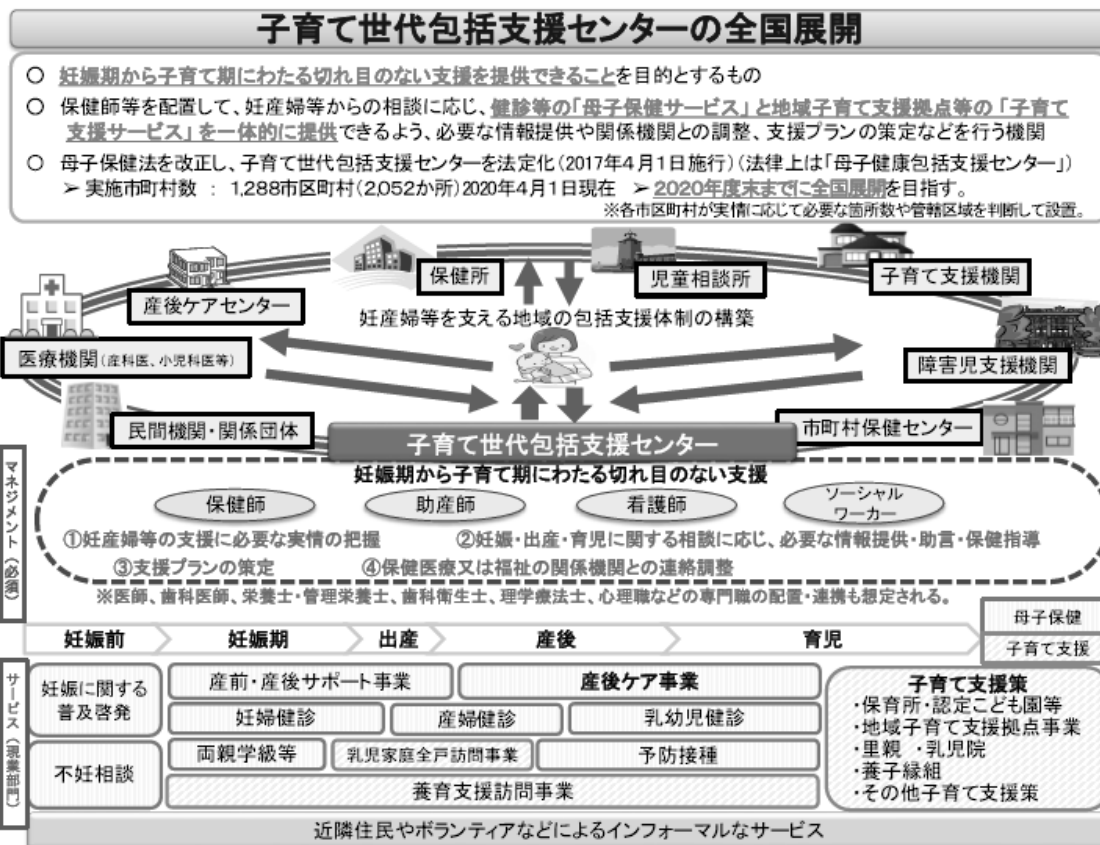 子育て世代包括支援センターの全国展開
○ 妊娠期から子育て期にわたる切れ目のない支援を提供できることを目的とするもの
○ 保健師等を配置して、妊産婦等からの相談に応じ、健診等の「母子保健サービス」と地域子育て支援拠点等の「子育て
支援サービス」を一体的に提供できるよう、必要な情報提供や関係機関との調整、支援プランの策定などを行う機関
○ 母子保健法を改正し、子育て世代包括支援センターを法定化(2017年4月1日施行)(法律上は「母子健康包括支援センター」)
➢ 実施市町村数 : 1,288市区町村(2,052か所)2020年4月1日現在 ➢ 2020年度末までに全国展開を目指す。
※各市区町村が実情に応じて必要な箇所数や管轄区域を判断して設置。
保健所
児童相談所
子育て支援機関
産後ケアセンター
妊産婦等を支える地域の包括支援体制の構築
医療機関(産科医、小児科医等)
障害児支援機関
民間機関・関係団体
市町村保健センター
子育て世代包括支援センター
マネジメント(必須)
妊娠期から子育て期にわたる切れ目のない支援
保健師
助産師
看護師
ソーシャル
ワーカー
①妊産婦等の支援に必要な実情の把握 ②妊娠・出産・育児に関する相談に応じ、必要な情報提供・助言・保健指導
③支援プランの策定 ④保健医療又は福祉の関係機関との連絡調整
※医師、歯科医師、栄養士・管理栄養士、歯科衛生士、理学療法士、心理職などの専門職の配置・連携も想定される。
母子保健
子育て支援
妊娠前 妊娠期 出産 産後 育児
サービス(現業部門)
妊娠に関する
普及啓発
産前・産後サポート事業
産後ケア事業
妊婦健診
産婦健診
乳幼児健診
不妊相談
両親学級等
乳児家庭全戸訪問事業
予防接種
養育支援訪問事業
子育て支援策
・保育所・認定こども園等
・地域子育て支援拠点事業
・里親 ・乳児院
・養子縁組
・その他子育て支援策
近隣住民やボランティアなどによるインフォーマルなサービス